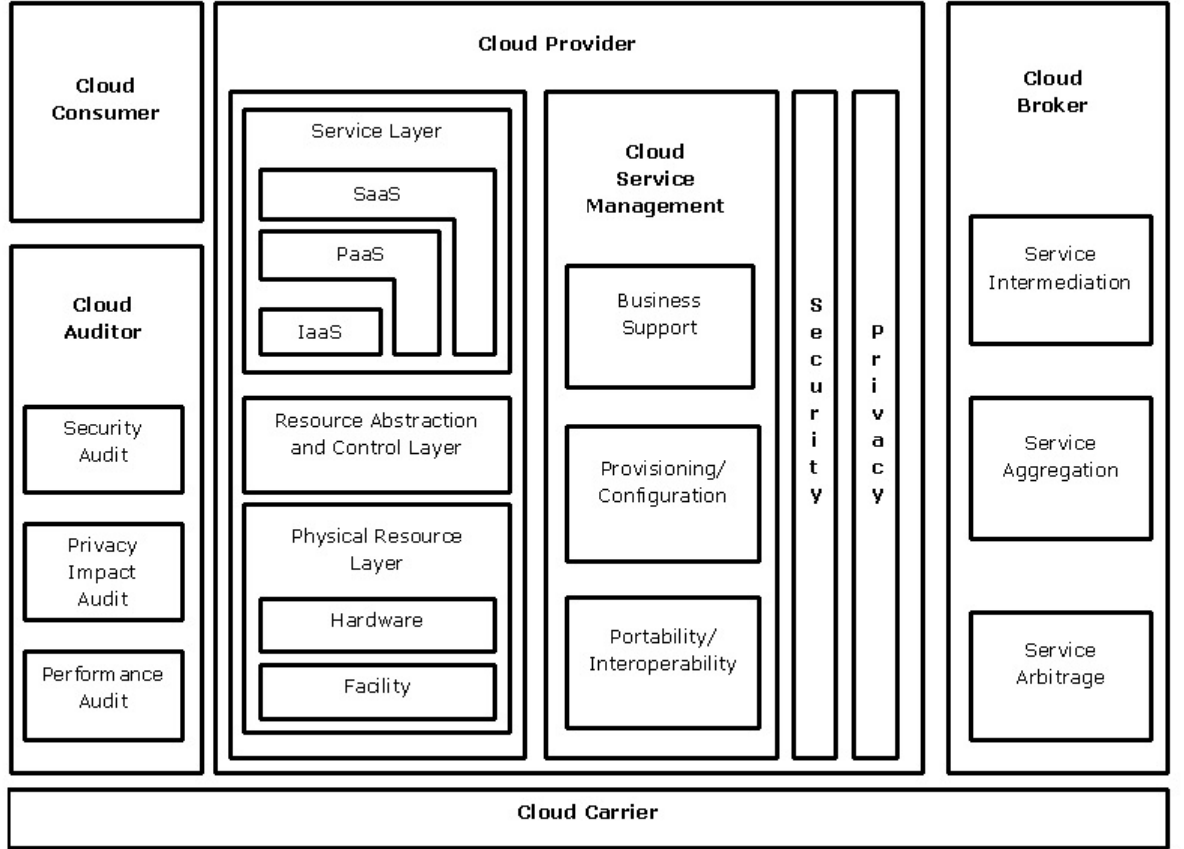 Cloud
Consumer
Cloud
Auditor
Security
Audit
Privacy
Impact
Audit
Performance
Audit
Cloud Provider
Service Layer
SaaS
PaaS
IaaS
Resource Abstraction
and Control Layer
Physical Resource
Layer
Hardware
Facility
Cloud
Service
Management
Business
Support
Provisioning/
Configuration
Portability/
Interoperability
Security
Privacy
Cloud
Broker
Service
Intermediation
Service
Aggregation
Service
Arbitrage
Cloud Carrier